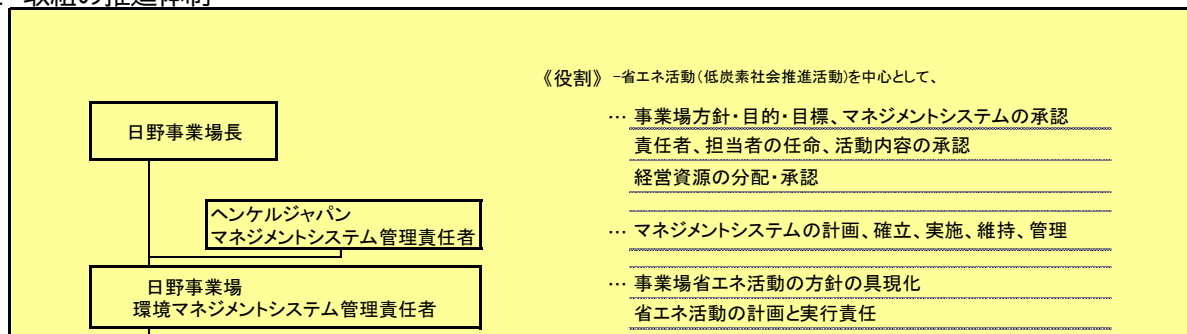 取組の推進体制
《役割》 -省エネ活動(低炭素社会推進活動)を中心として、
日野事業場長
… 事業場方針・目的・目標、マネジメントシステムの承認
責任者、担当者の任命、活動内容の承認
経営資源の分配・承認
ヘンケルジャパン
マネジメントシステム管理責任者
… マネジメントシステムの計画、確立、実施、維持、管理
日野事業場
環境マネジメントシステム管理責任者
… 事業場省エネ活動の方針の具現化
省エネ活動の計画と実行責任